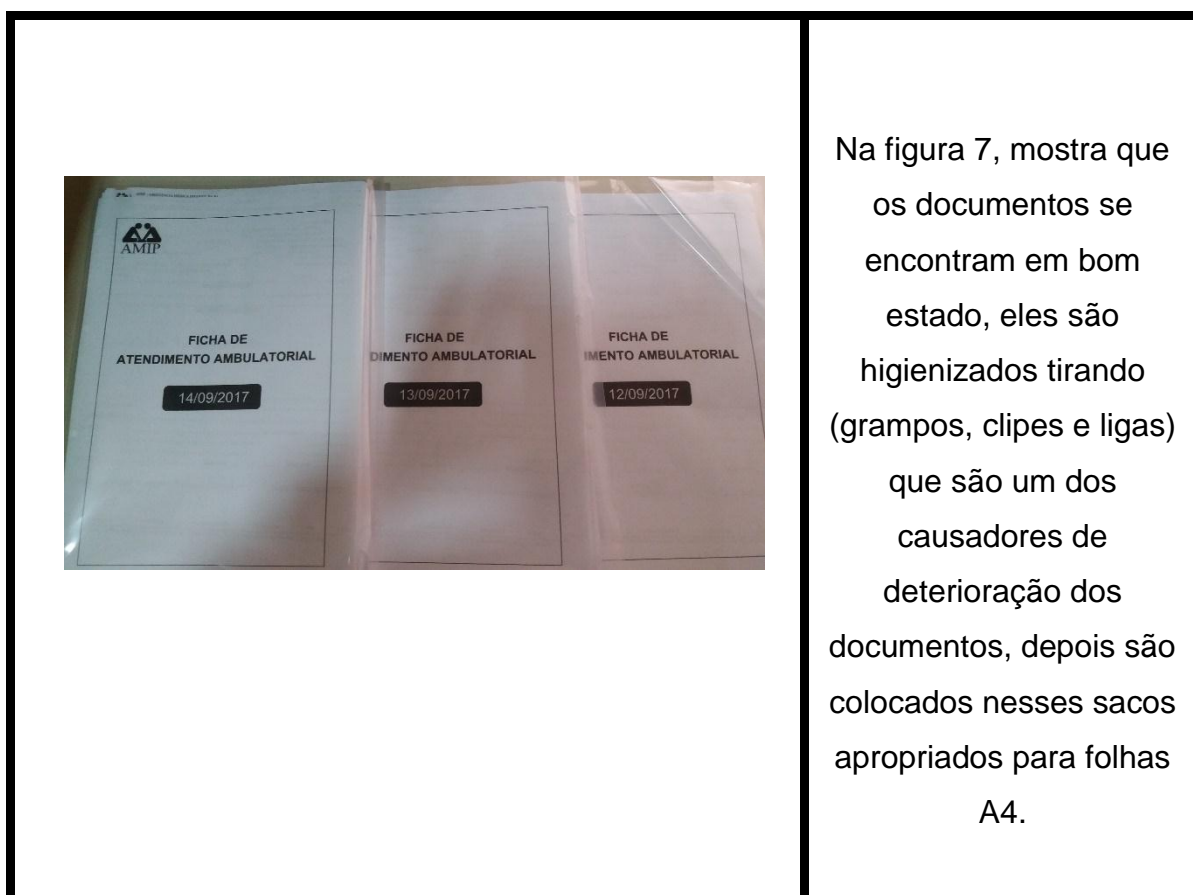 AMIP
FICHA DE
ATENDIMENTO AMBULATORIAL
14/09/2017
FICHA DE
DIMENTO AMBULATORIAL
13/09/2017
FICHA DE
IMENTO AMBULATORIAL
12/09/2017
Na figura 7, mostra que
os documentos se
encontram em bom
estado, eles são
higienizados tirando
(grampos, clipes e ligas)
que são um dos
causadores de
deterioração dos
documentos, depois são
colocados nesses sacos
apropriados para folhas
A4.